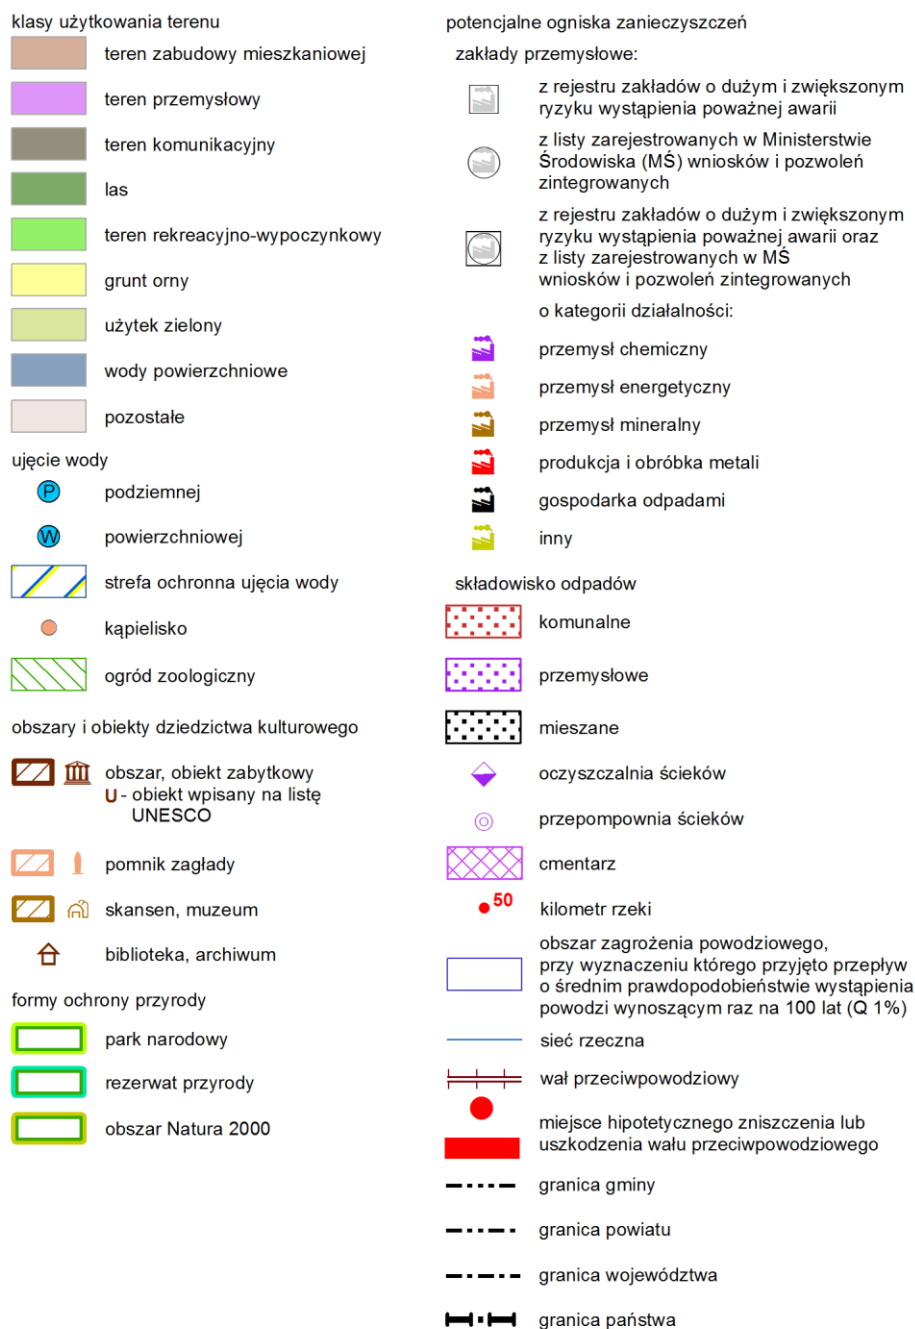 klasy użytkowania terenu
teren zabudowy mieszkaniowej
teren przemysłowy
teren komunikacyjny
las
teren rekreacyjno-wypoczynkowy
grunt orny
użytek zielony
wody powierzchniowe
pozostałe
ujęcie wody
P podziemnej
W powierzchniowej
strefa ochronna ujęcia wody
kąpielisko
ogród zoologiczny
obszary i obiekty dziedzictwa kulturowego
obszar, obiekt zabytkowy
U - obiekt wpisany na listę
UNESCO
pomnik zagłady
skansen, muzeum
biblioteka, archiwum
formy ochrony przyrody
park narodowy
rezerwat przyrody
obszar Natura 2000
potencjalne ogniska zanieczyszczeń
zakłady przemysłowe:
z rejestru zakładów o dużym i zwiększonym
ryzyku wystąpienia poważnej awarii
z listy zarejestrowanych w Ministerstwie
Środowiska (MŚ) wniosków i pozwoleń
zintegrowanych
z rejestru zakładów o dużym i zwiększonym
ryzyku wystąpienia poważnej awarii oraz
z listy zarejestrowanych w MŚ
wniosków i pozwoleń zintegrowanych
o kategorii działalności:
przemysł chemiczny
przemysł energetyczny
przemysł mineralny
produkcja i obróbka metali
gospodarka odpadami
inny
składowisko odpadów
komunalne
przemysłowe
mieszane
oczyszczalnia ścieków
przepompownia ścieków
cmentarz
50 kilometr rzeki
obszar zagrożenia powodziowego,
przy wyznaczeniu którego przyjęto przepływ
o średnim prawdopodobieństwie wystąpienia
powodzi wynoszącym raz na 100 lat (Q 1%)
sieć rzeczna
wał przeciwpowodziowy
miejsce hipotetycznego zniszczenia lub
uszkodzenia wału przeciwpowodziowego
granica gminy
granica powiatu
granica województwa
granica państwa